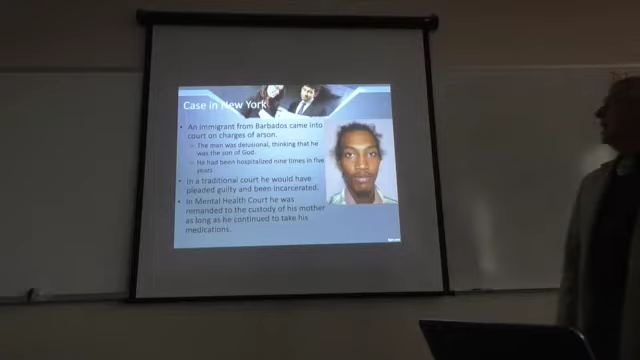 Case in New York
• An immigrant from Barbados came into
court on charges of arson.
– The man was delusional, thinking that he
was the son of God.
– He had been hospitalized nine times in five
years
• In a traditional court he would have
pleaded guilty and been incarcerated.
• In Mental Health Court he was
remanded to the custody of his mother
as long as he continued to take his
medications.